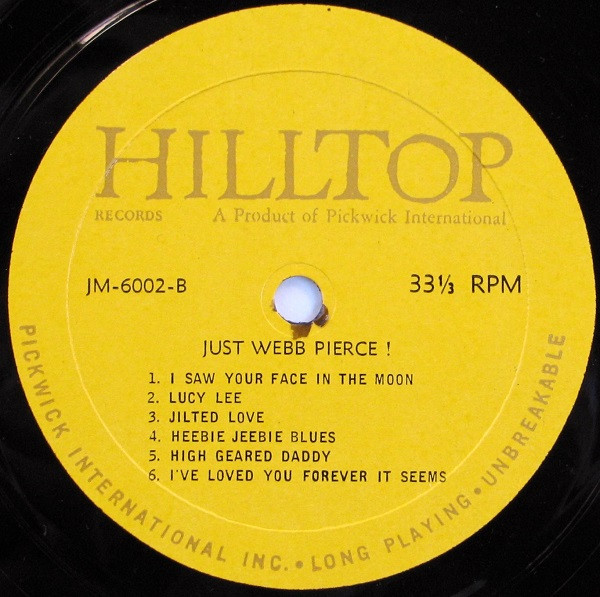 HILLTOP
RECORDS A Product of Pickwick International
JM-6002-B 33⅓ RPM
JUST WEBB PIERCE !
1. I SAW YOUR FACE IN THE MOON
2. LUCY LEE
3. JILTED LOVE
4. HEEBIE JEEBIE BLUES
5. HIGH GEARED DADDY
6. I'VE LOVED YOU FOREVER IT SEEMS
PICKWICK INTERNATIONAL INC. • LONG PLAYING • UNBREAKABLE